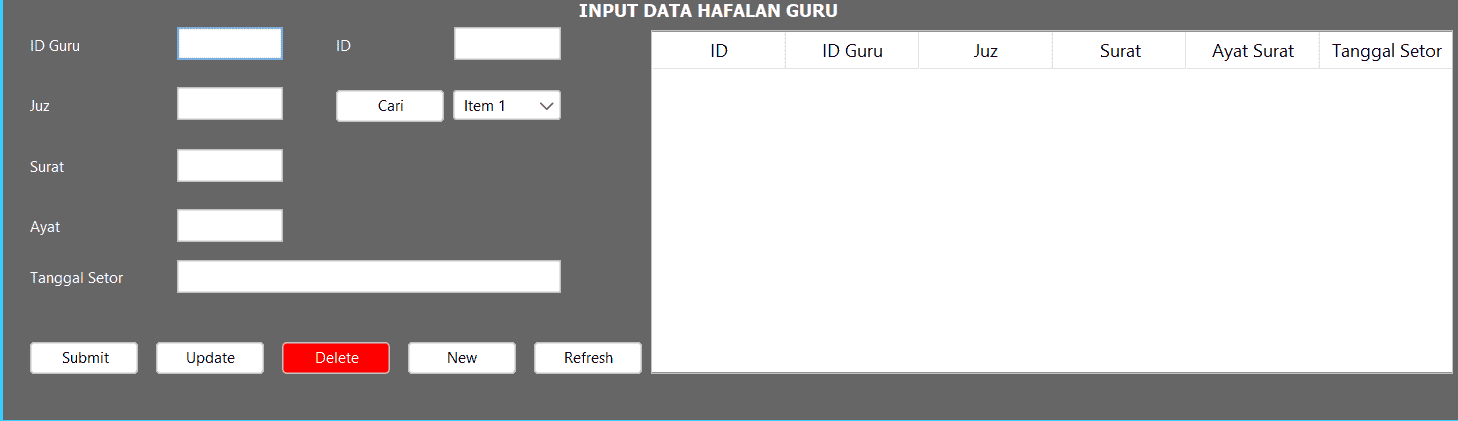 INPUT DATA HAFALAN GURU
ID Guru
ID
Juz
Cari
Item 1
Surat
Ayat
Tanggal Setor
Submit
Update
Delete
New
Refresh
ID
ID Guru
Juz
Surat
Ayat Surat
Tanggal Setor